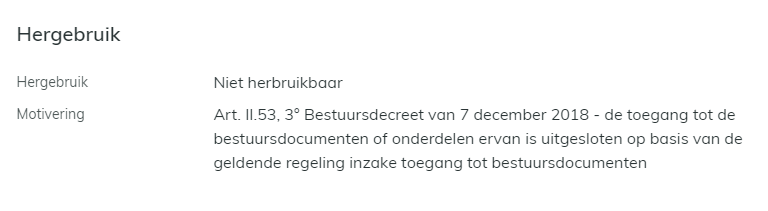 Hergebruik
Hergebruik Niet herbruikbaar
Motivering Art. II.53, 3° Bestuursdecreet van 7 december 2018 - de toegang tot de
bestuursdocumenten of onderdelen ervan is uitgesloten op basis van de
geldende regeling inzake toegang tot bestuursdocumenten